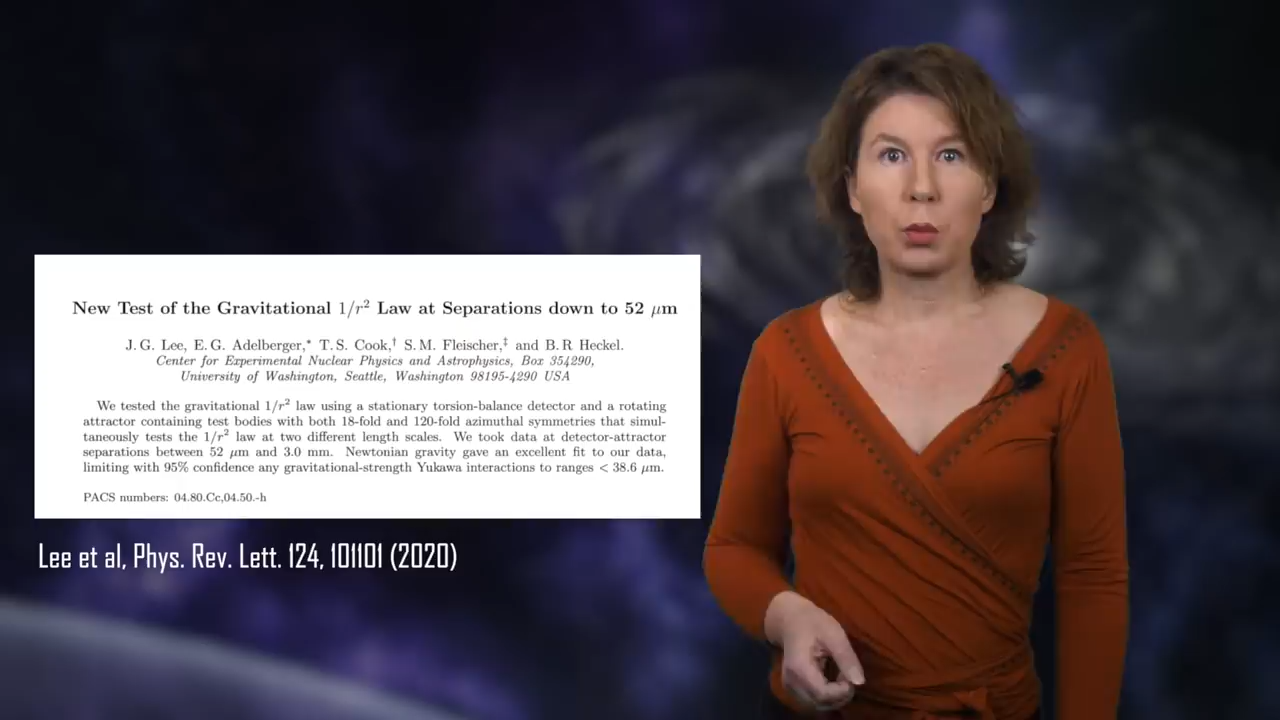 New Test of the Gravitational 1/r² Law at Separations down to 52 μm
J. G. Lee, E. G. Adelberger,* T. S. Cook,† S. M. Fleischer,‡ and B. R Heckel.
Center for Experimental Nuclear Physics and Astrophysics, Box 354290,
University of Washington, Seattle, Washington 98195-4290 USA
We tested the gravitational 1/r² law using a stationary torsion-balance detector and a rotating
attractor containing test bodies with both 18-fold and 120-fold azimuthal symmetries that simul-
taneously tests the 1/r² law at two different length scales. We took data at detector-attractor
separations between 52 μm and 3.0 mm. Newtonian gravity gave an excellent fit to our data,
limiting with 95% confidence any gravitational-strength Yukawa interactions to ranges < 38.6 μm.
PACS numbers: 04.80.Cc,04.50.-h
Lee et al, Phys. Rev. Lett. 124, 101101 (2020)